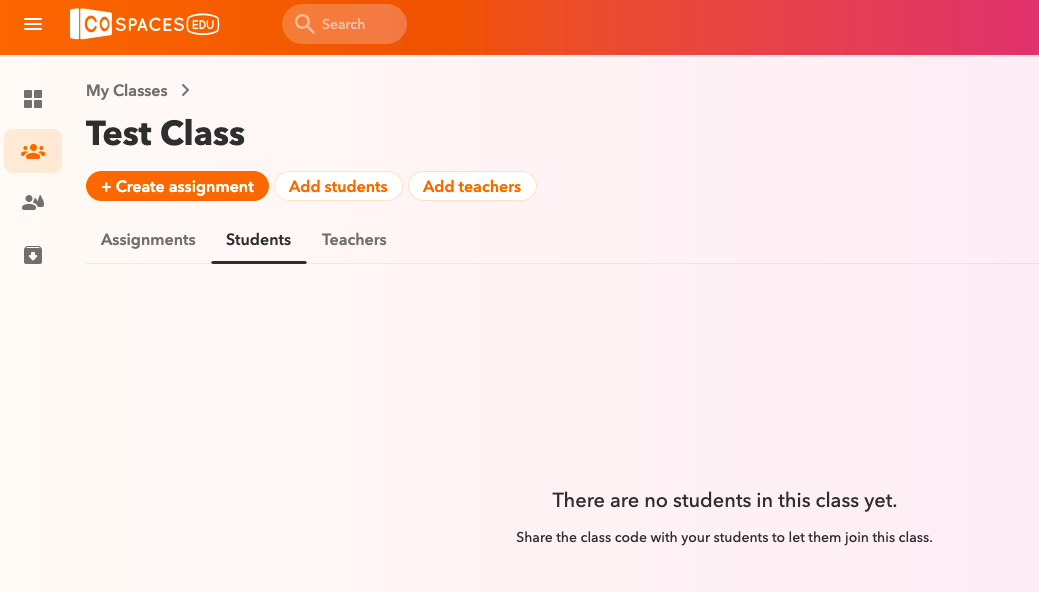 CO SPACES EDU Search
My Classes
Test Class
+ Create assignment Add students Add teachers
Assignments Students Teachers
There are no students in this class yet.
Share the class code with your students to let them join this class.